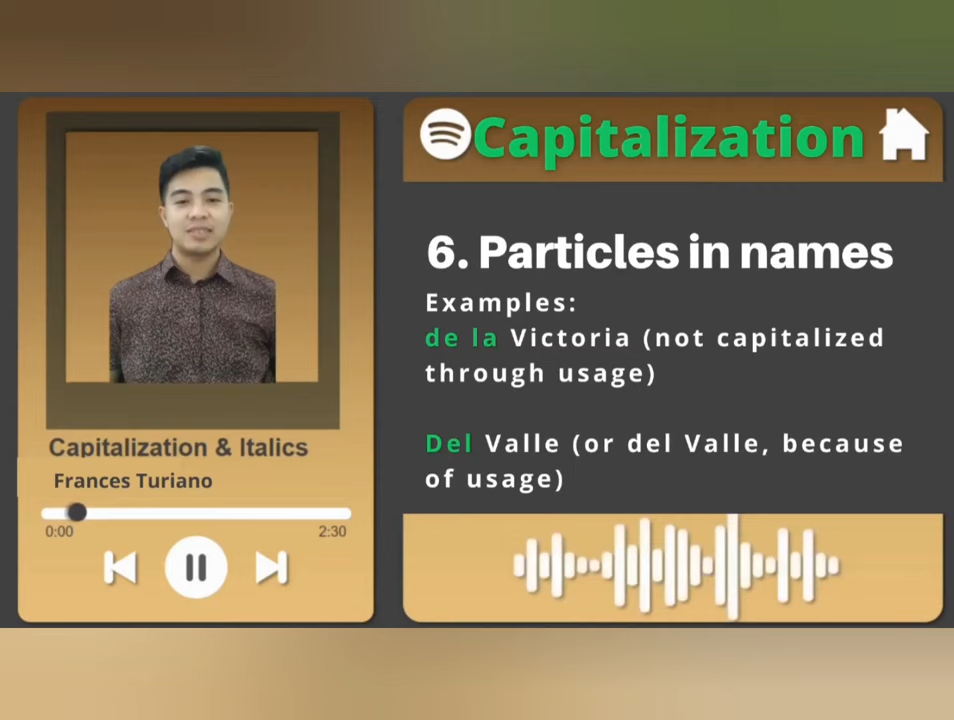 Capitalization & Italics
Frances Turiano
0:00
2:30
Capitalization
6. Particles in names
Examples:
de la Victoria (not capitalized
through usage)
Del Valle (or del Valle, because
of usage)